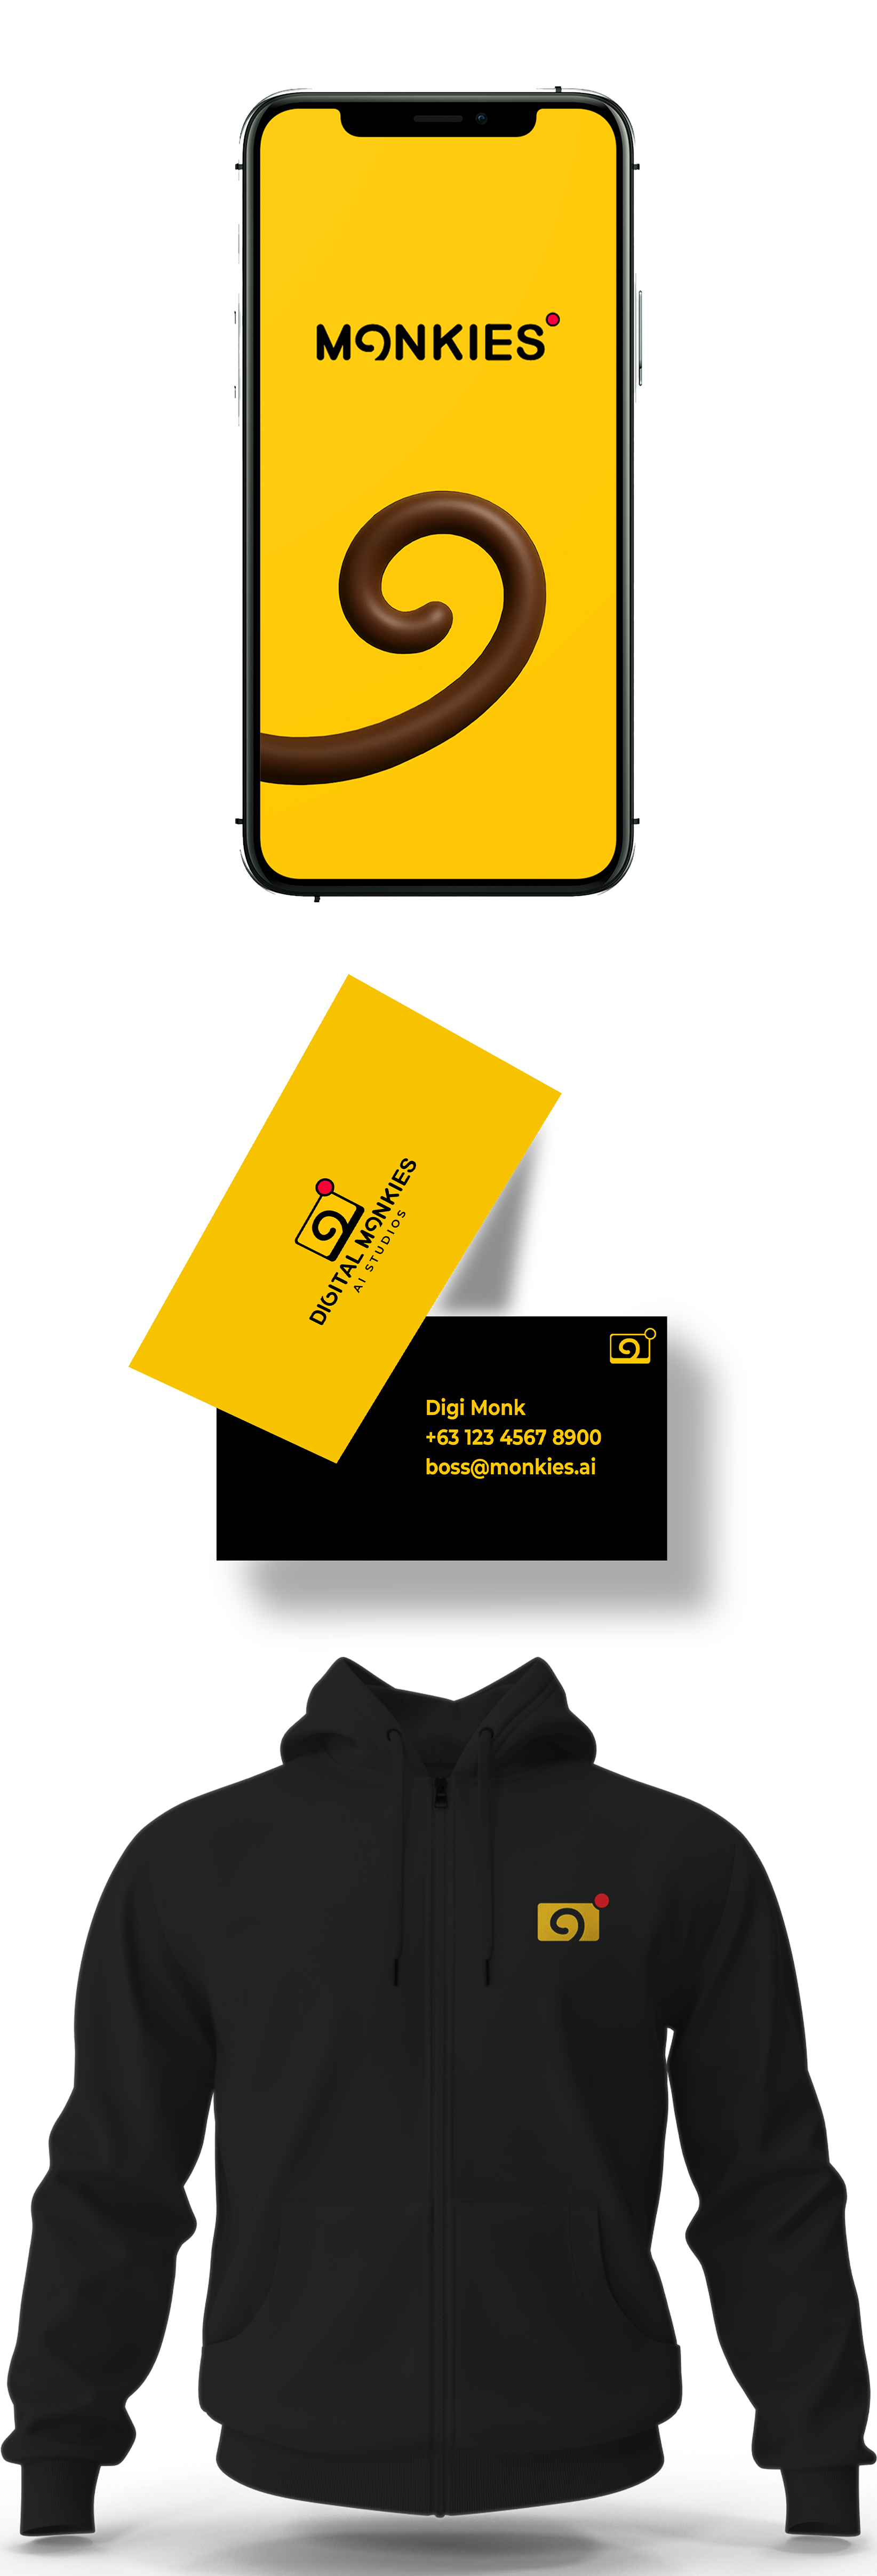 MONKIES
DIGITAL MONKIES
AI STUDIOS
Digi Monk
+63 123 4567 8900
boss@monkies.ai